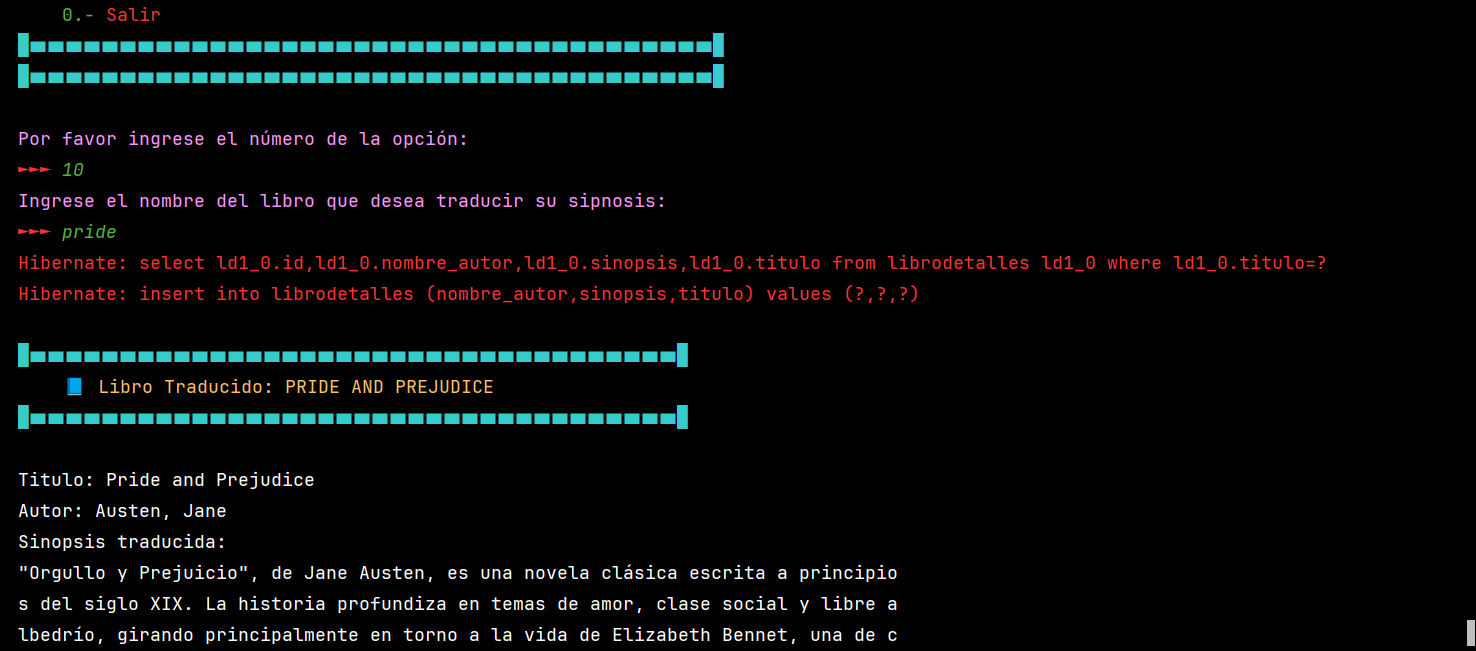 0.- Salir
Por favor ingrese el número de la opción:
►►► 10
Ingrese el nombre del libro que desea traducir su sipnosis:
►►► pride
Hibernate: select ld1_0.id,ld1_0.nombre_autor,ld1_0.sinopsis,ld1_0.titulo from librodetalles ld1_0 where ld1_0.titulo=?
Hibernate: insert into librodetalles (nombre_autor,sinopsis,titulo) values (?,?,?)
📘 Libro Traducido: PRIDE AND PREJUDICE
Titulo: Pride and Prejudice
Autor: Austen, Jane
Sinopsis traducida:
"Orgullo y Prejuicio", de Jane Austen, es una novela clásica escrita a principio
s del siglo XIX. La historia profundiza en temas de amor, clase social y libre a
lbedrío, girando principalmente en torno a la vida de Elizabeth Bennet, una de c